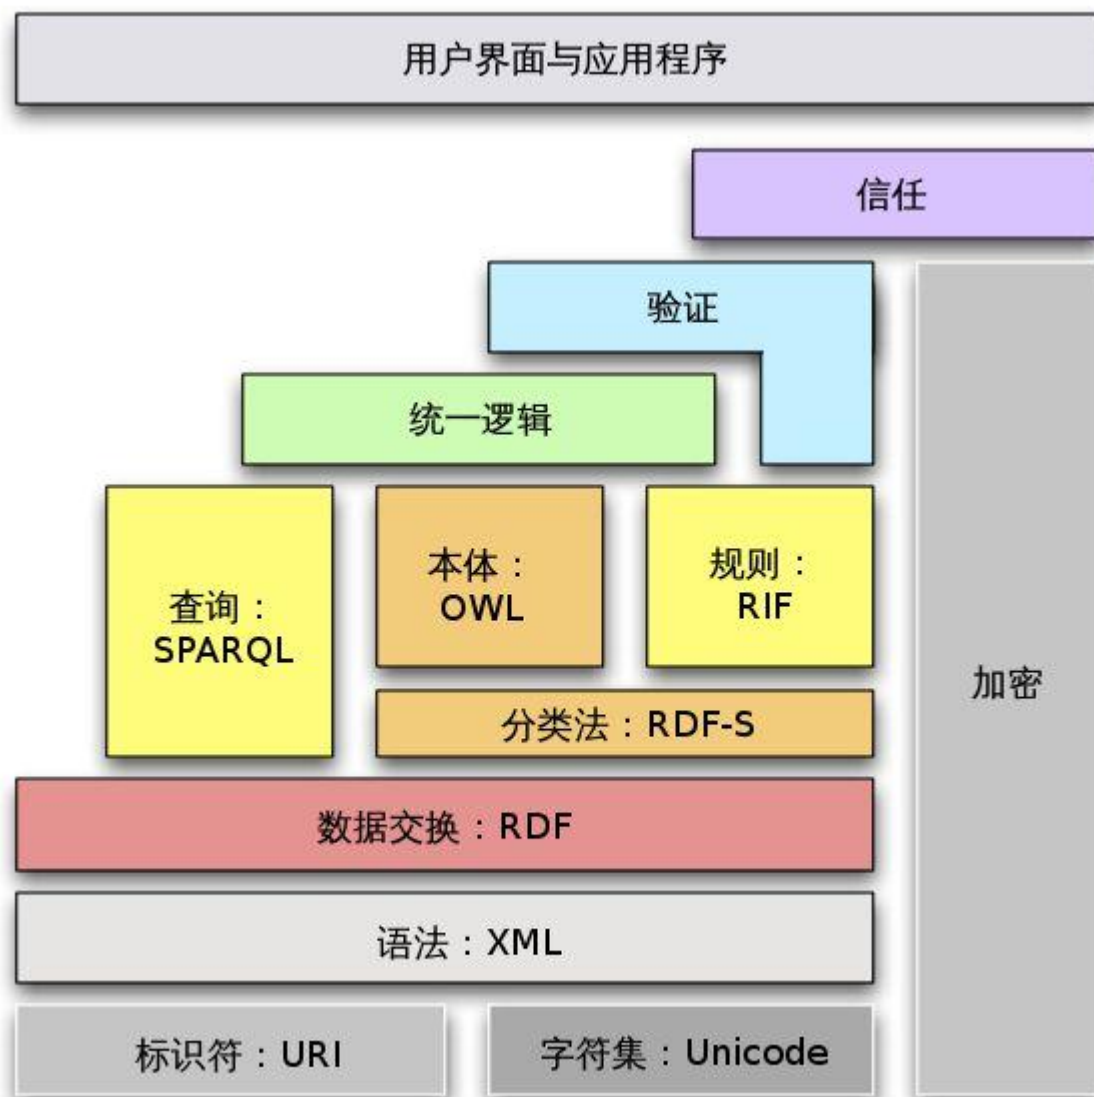 用户界面与应用程序
信任
验证
统一逻辑
查询：
SPARQL
本体：
OWL
规则：
RIF
分类法：RDF-S
数据交换：RDF
语法：XML
标识符：URI
字符集：Unicode
加密